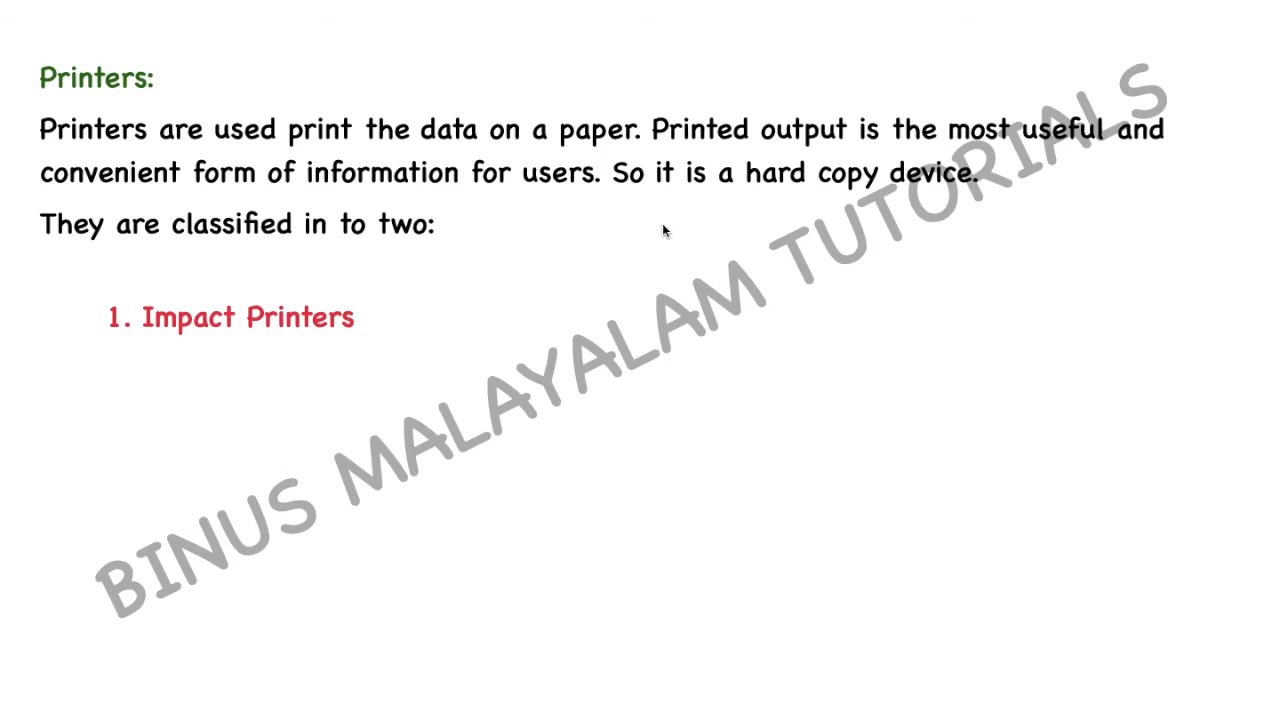 Printers:
Printers are used print the data on a paper. Printed output is the most useful and
convenient form of information for users. So it is a hard copy device.
They are classified in to two:
1. Impact Printers
BINUS MALAYALAM TUTORIALS